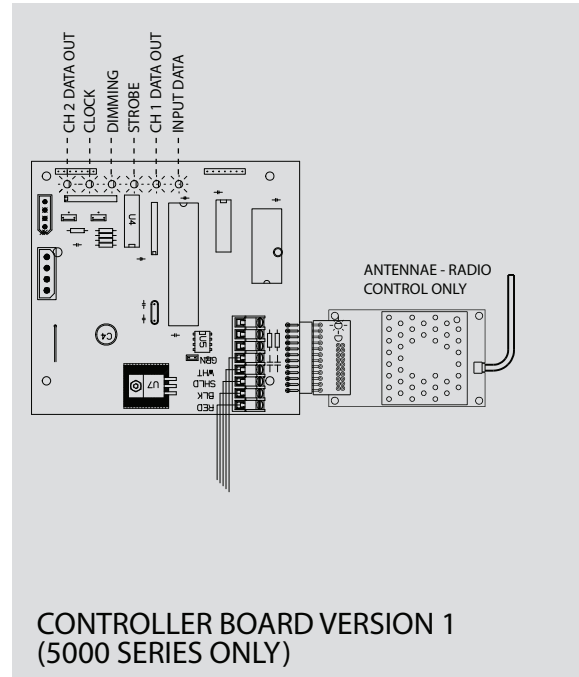 CH 2 DATA OUT
CLOCK
DIMMING
STROBE
CH 1 DATA OUT
INPUT DATA
U4
ANTENNAE - RADIO
CONTROL ONLY
C4
U5
GRN
WHT
SHLD
BLK
RED
U7
CONTROLLER BOARD VERSION 1
(5000 SERIES ONLY)